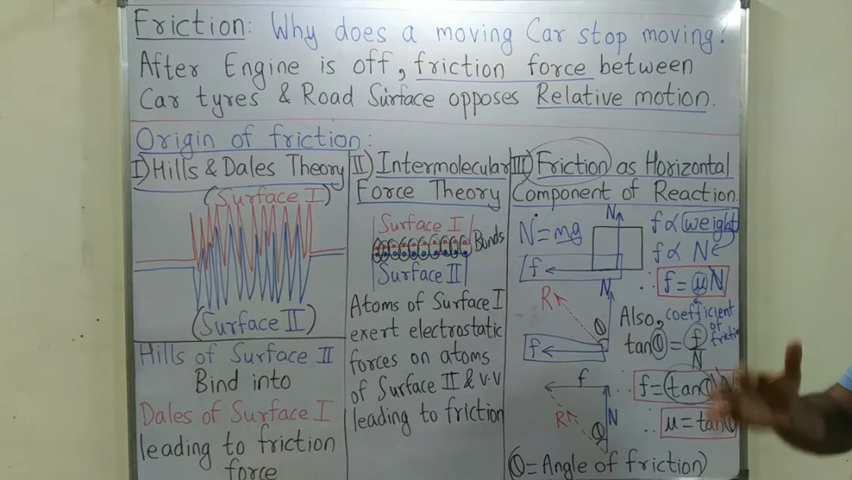 Friction: Why does a moving Car stop moving?
After Engine is off, friction force between
Car tyres & Road Surface opposes Relative motion.
Origin of friction:
I) Hills & Dales Theory
(Surface I)
(Surface II)
Hills of Surface II
Bind into
Dales of Surface I
leading to friction
force
II) Intermolecular
Force Theory
Surface I
Bonds
Surface II
Atoms of Surface I
exert electrostatic
forces on atoms
of Surface II & v.v
leading to friction
III) Friction as Horizontal
Component of Reaction.
N = mg
N
f
f ∝ weight
f ∝ N
∴ f = μN
coefficient
of
friction
N
R
θ
f
Also,
tanθ = f/N
f
R
N
θ
∴ f = tanθ N
∴ μ = tanθ
θ = Angle of friction